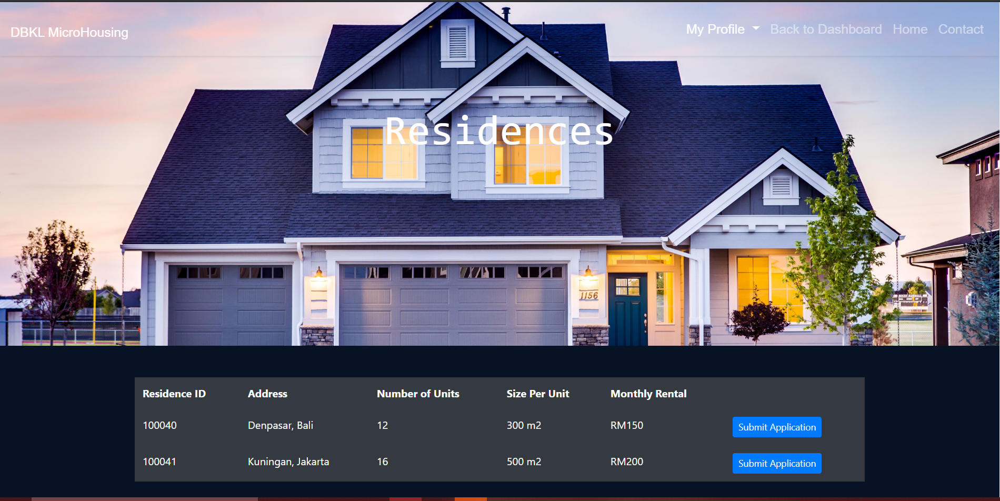 DBKL MicroHousing
My Profile Back to Dashboard Home Contact
Residences
1156
Residence ID Address Number of Units Size Per Unit Monthly Rental
100040 Denpasar, Bali 12 300 m2 RM150 Submit Application
100041 Kuningan, Jakarta 16 500 m2 RM200 Submit Application